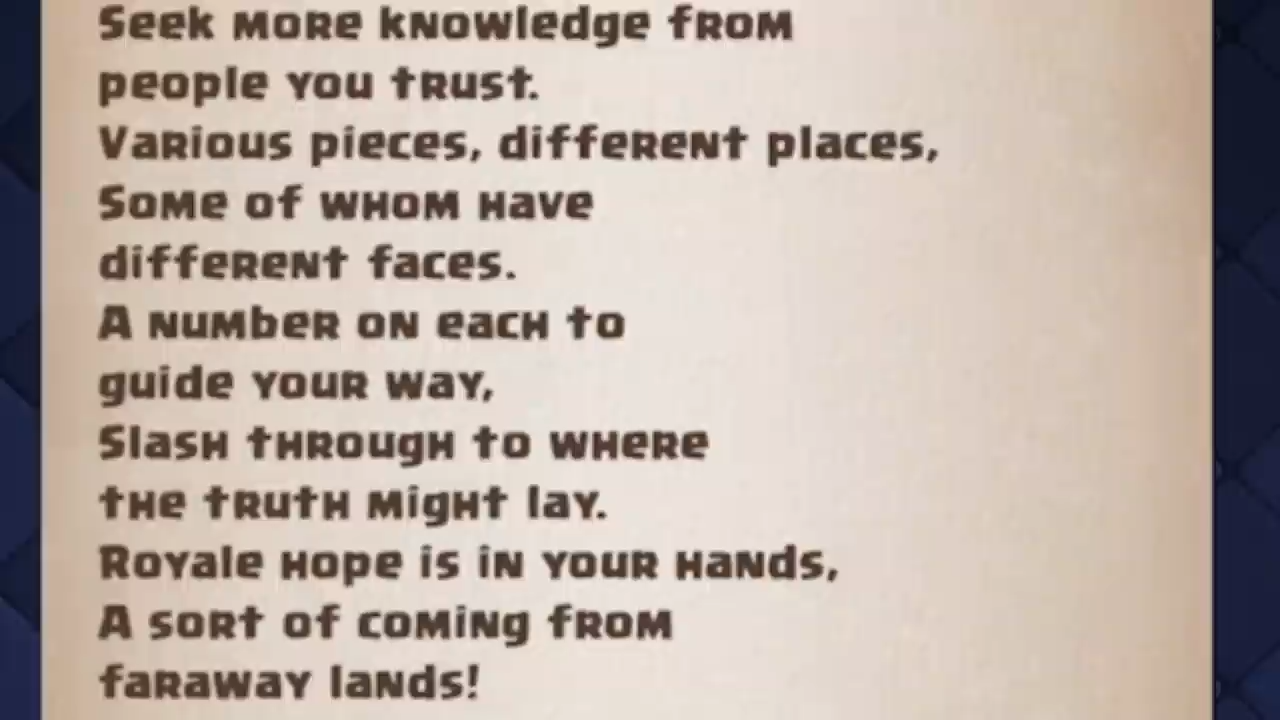 Seek more knowledge from
people you trust.
Various pieces, different places,
Some of whom have
different faces.
A number on each to
guide your way,
Slash through to where
the truth might lay.
Royale hope is in your hands,
A sort of coming from
faraway lands!